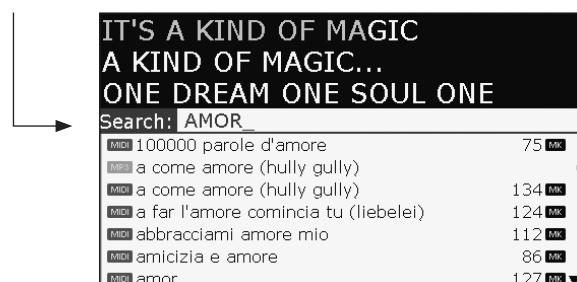 IT'S A KIND OF MAGIC
A KIND OF MAGIC...
ONE DREAM ONE SOUL ONE
Search: AMOR_
MIDI 100000 parole d'amore 75 MK
MP3 a come amore (hully gully)
MIDI a come amore (hully gully) 134 MK
MIDI a far l'amore comincia tu (liebelei) 124 MK
MIDI abbracciami amore mio 112 MK
MIDI amicizia e amore 86 MK
MIDI amor 127 MK